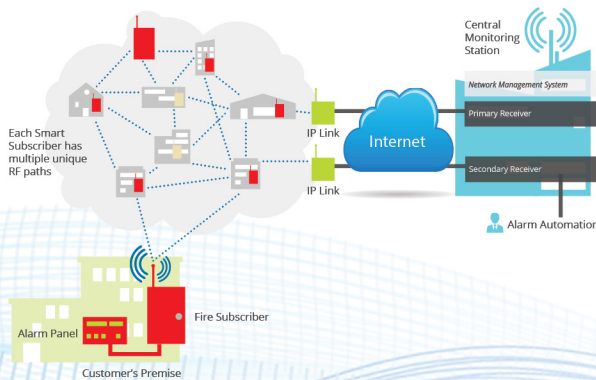 Central
Monitoring
Station
Network Management System
Primary Receiver
Each Smart
Subscriber has
multiple unique
RF paths
IP Link
Internet
Secondary Receiver
IP Link
Alarm Automation
Fire Subscriber
Alarm Panel
Customer's Premise